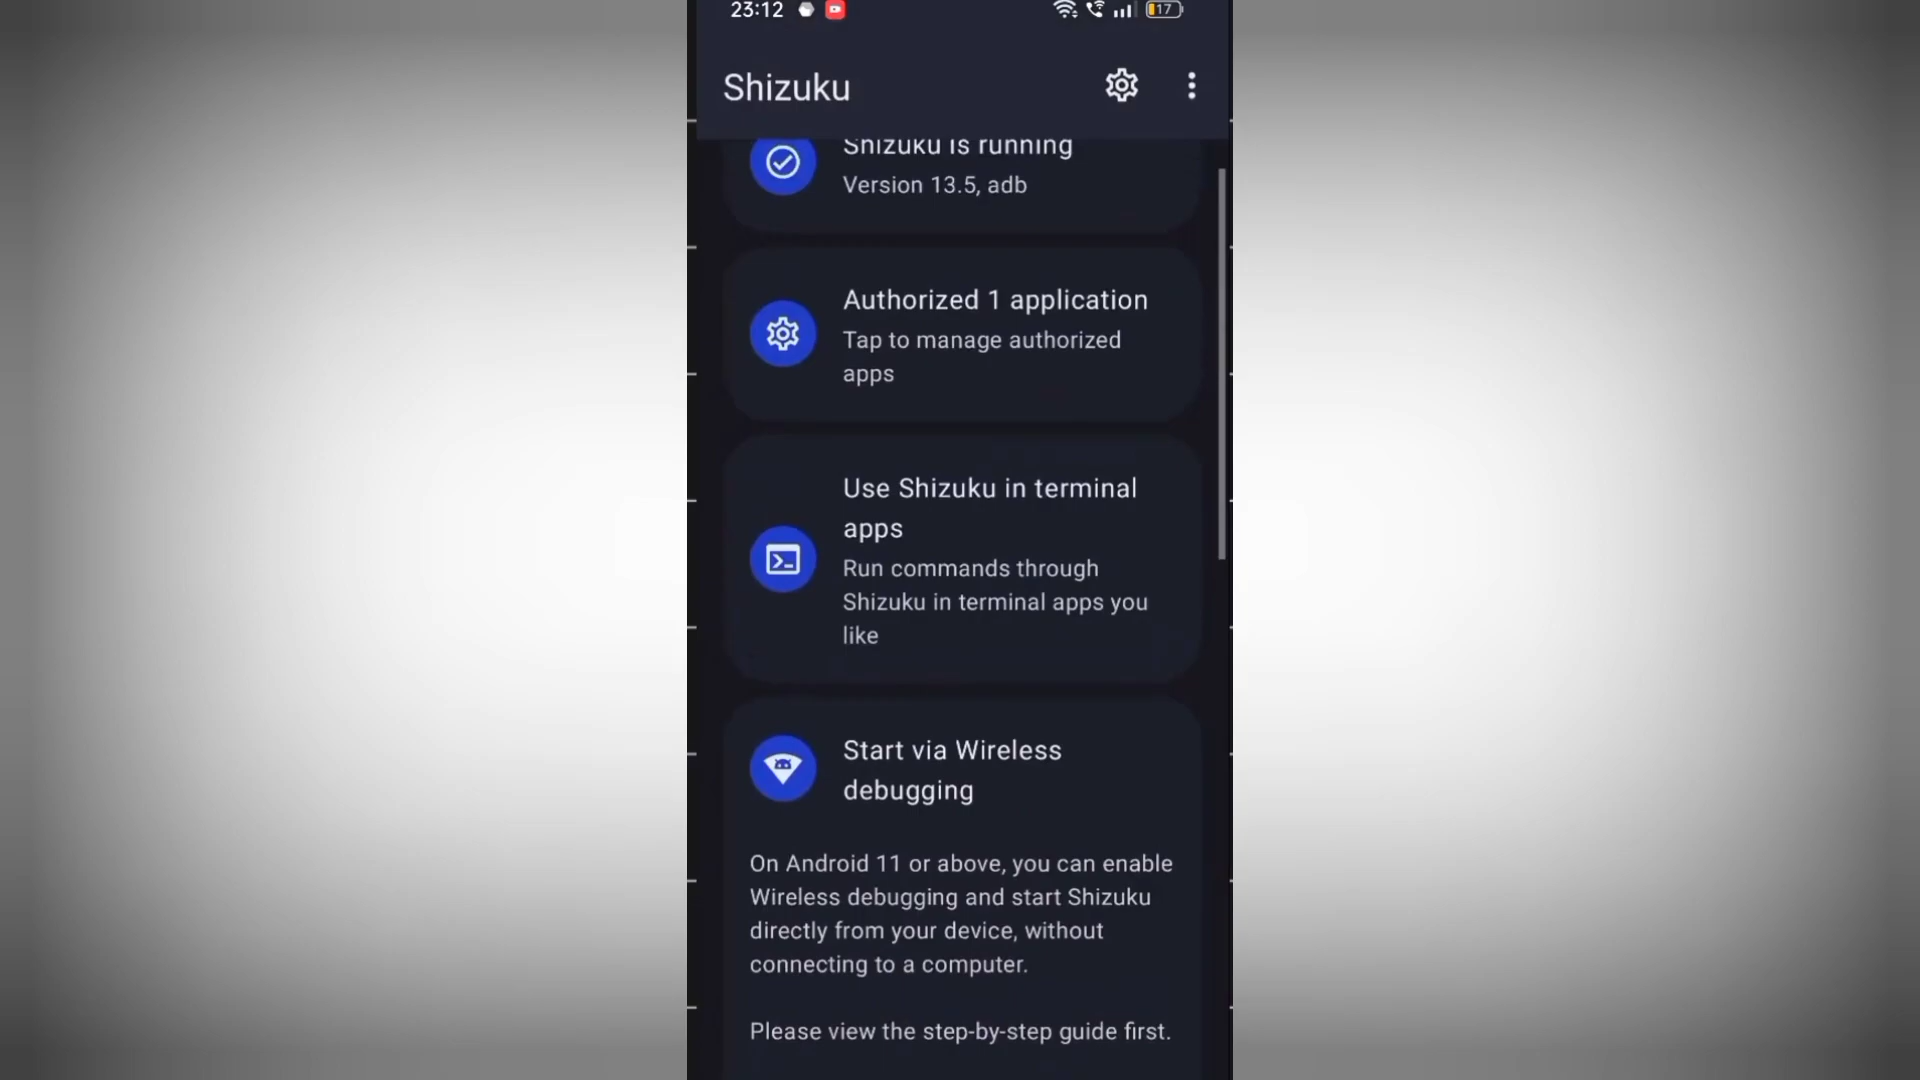 23:12
17
Shizuku
Shizuku is running
Version 13.5, adb
Authorized 1 application
Tap to manage authorized
apps
Use Shizuku in terminal
apps
Run commands through
Shizuku in terminal apps you
like
Start via Wireless
debugging
On Android 11 or above, you can enable
Wireless debugging and start Shizuku
directly from your device, without
connecting to a computer.
Please view the step-by-step guide first.